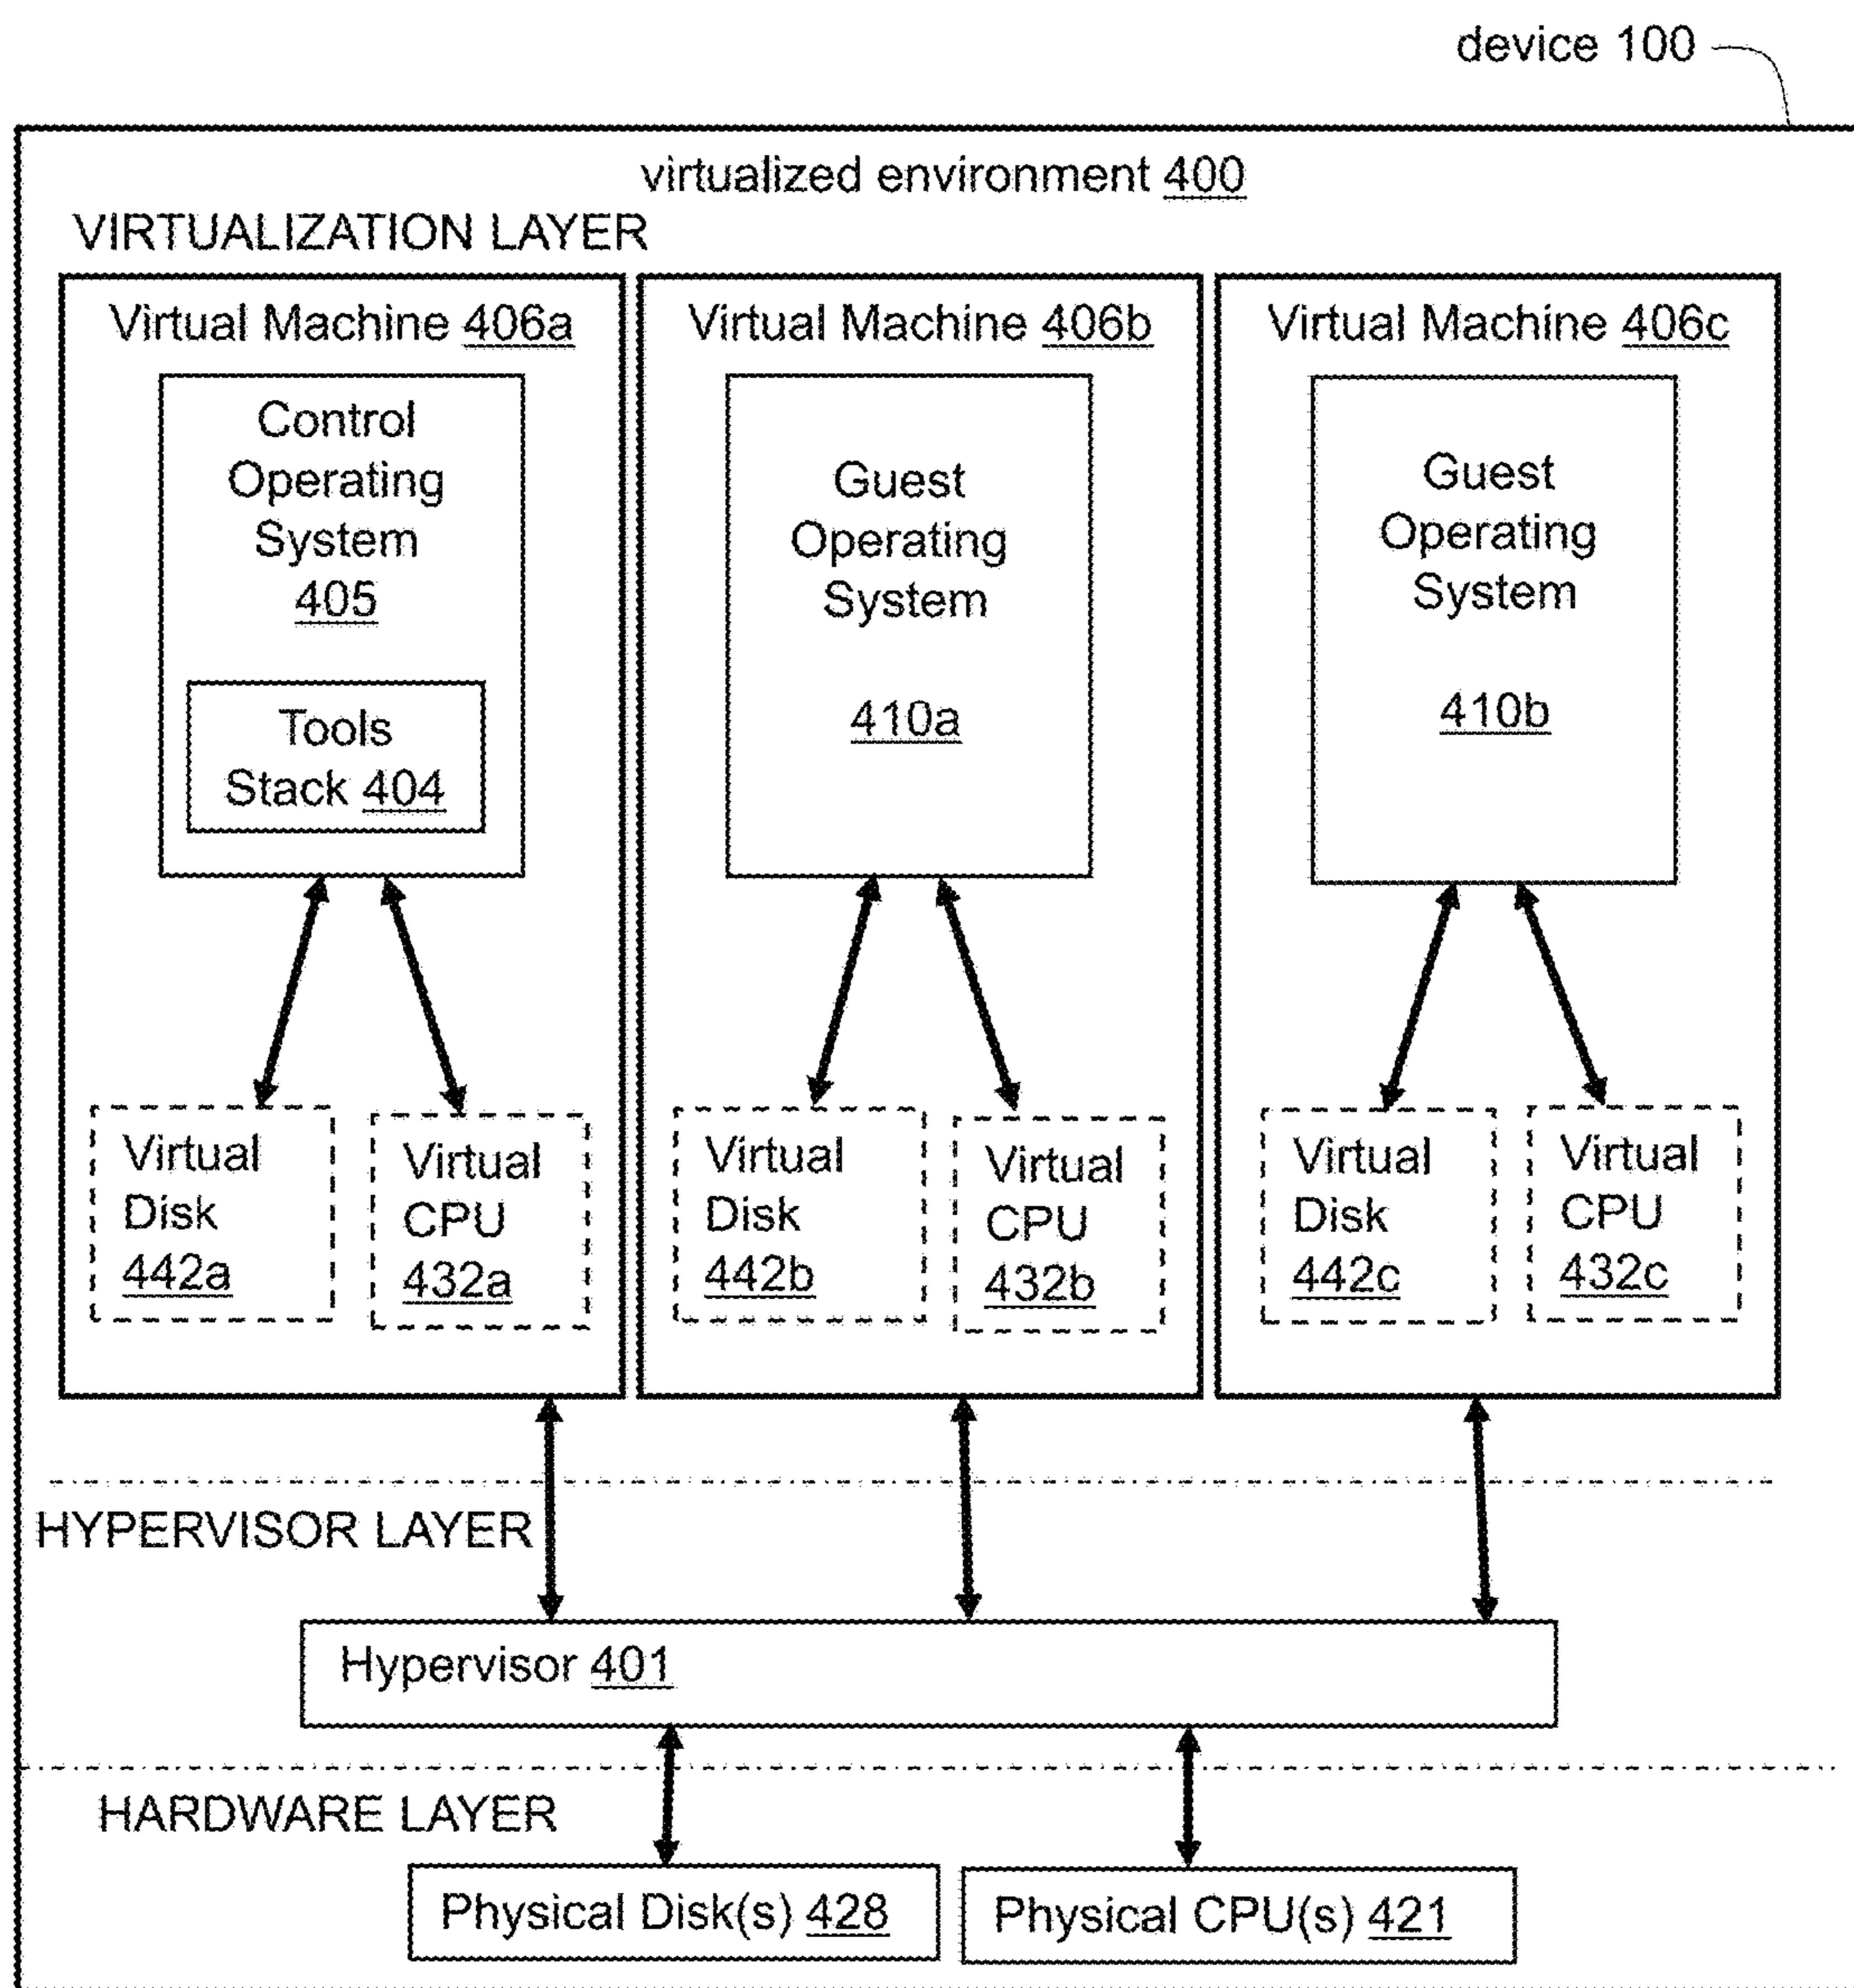 device 100
virtualized environment 400
VIRTUALIZATION LAYER
Virtual Machine 406a
Control
Operating
System
405
Tools
Stack 404
Virtual
Disk
442a
Virtual
CPU
432a
Virtual Machine 406b
Guest
Operating
System
410a
Virtual
Disk
442b
Virtual
CPU
432b
Virtual Machine 406c
Guest
Operating
System
410b
Virtual
Disk
442c
Virtual
CPU
432c
HYPERVISOR LAYER
Hypervisor 401
HARDWARE LAYER
Physical Disk(s) 428
Physical CPU(s) 421